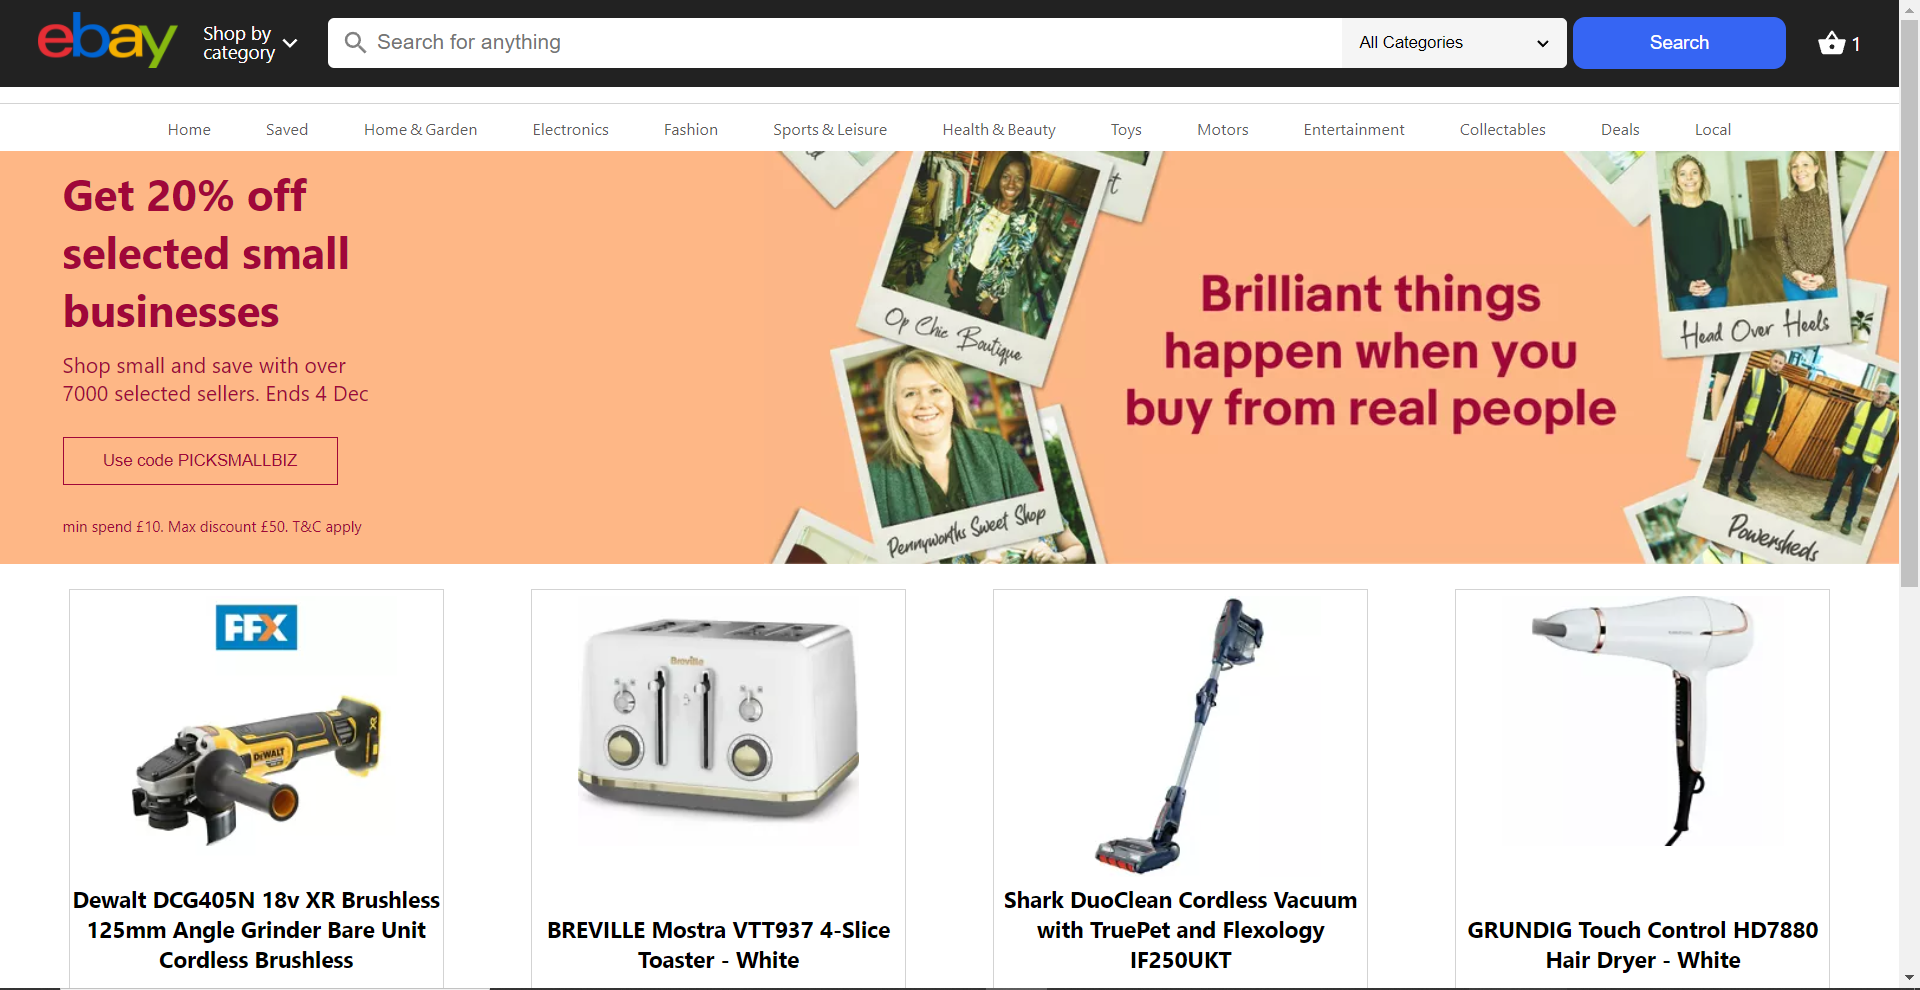 ebay
Shop by
category
Search for anything
All Categories
Search
1
Home
Saved
Home & Garden
Electronics
Fashion
Sports & Leisure
Health & Beauty
Toys
Motors
Entertainment
Collectables
Deals
Local
Get 20% off
selected small
businesses
Shop small and save with over
7000 selected sellers. Ends 4 Dec
Use code PICKSMALLBIZ
min spend £10. Max discount £50. T&C apply
Op Chic Boutique
Pennyworths Sweet Shop
Brilliant things
happen when you
buy from real people
Head Over Heels
Powersheds
FFX
DEWALT
XR
Dewalt DCG405N 18v XR Brushless
125mm Angle Grinder Bare Unit
Cordless Brushless
Breville
BREVILLE Mostra VTT937 4-Slice
Toaster - White
Shark DuoClean Cordless Vacuum
with TruePet and Flexology
IF250UKT
GRUNDIG Touch Control HD7880
Hair Dryer - White